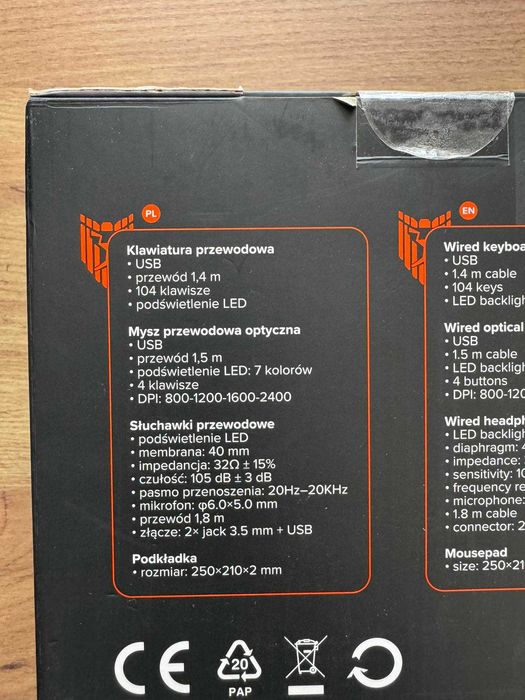 PL
Klawiatura przewodowa
• USB
• przewód 1,4 m
• 104 klawisze
• podświetlenie LED
Mysz przewodowa optyczna
• USB
• przewód 1,5 m
• podświetlenie LED: 7 kolorów
• 4 klawisze
• DPI: 800-1200-1600-2400
Słuchawki przewodowe
• podświetlenie LED
• membrana: 40 mm
• impedancja: 32Ω ± 15%
• czułość: 105 dB ± 3 dB
• pasmo przenoszenia: 20Hz–20KHz
• mikrofon: φ6.0×5.0 mm
• przewód 1,8 m
• złącze: 2× jack 3.5 mm + USB
Podkładka
• rozmiar: 250×210×2 mm
EN
Wired keyboa
• USB
• 1.4 m cable
• 104 keys
• LED backligh
Wired optical
• USB
• 1.5 m cable
• LED backligh
• 4 buttons
• DPI: 800-120
Wired headph
• LED backligh
• diaphragm: 4
• impedance:
• sensitivity: 10
• frequency re
• microphone:
• 1.8 m cable
• connector: 2
Mousepad
• size: 250×21
CE
20
PAP